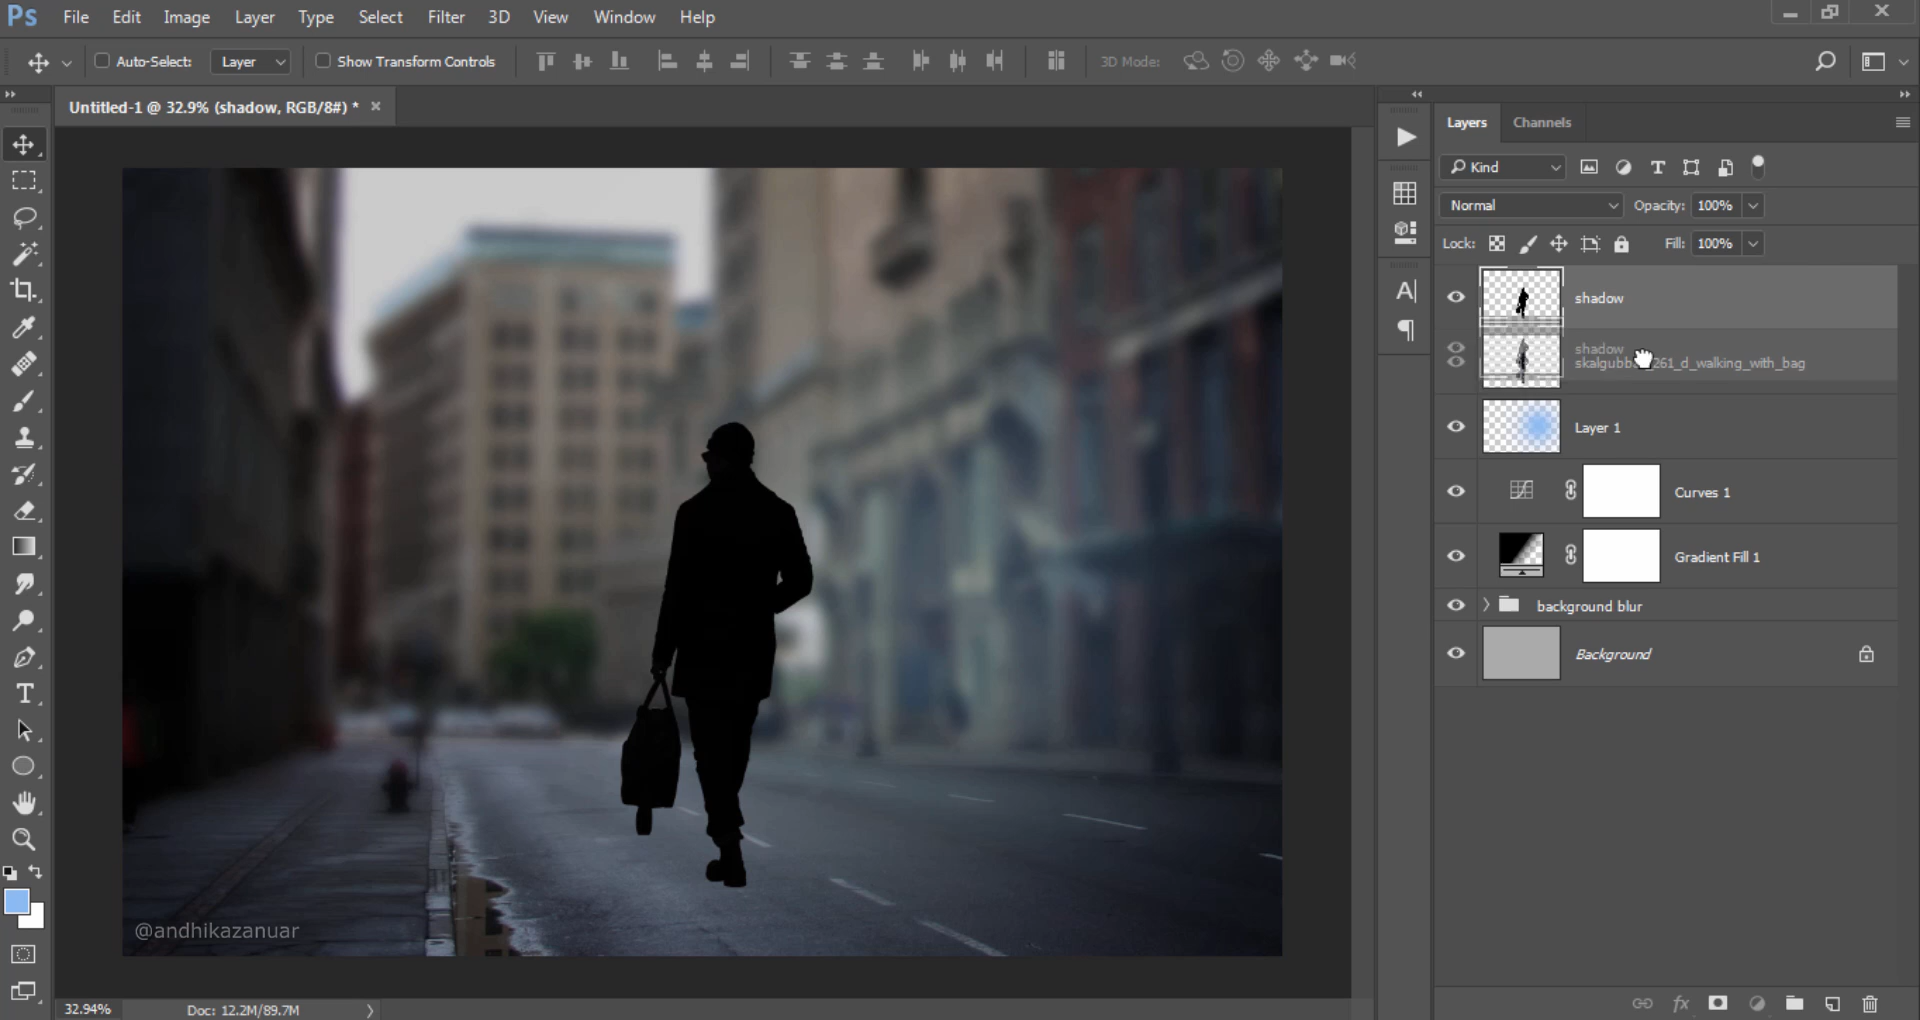 Ps File Edit Image Layer Type Select Filter 3D View Window Help
Auto-Select: Layer Show Transform Controls 3D Mode:
Untitled-1 @ 32.9% (shadow, RGB/8#) * ×
Layers Channels
Kind
Normal Opacity: 100%
Lock: Fill: 100%
shadow
shadow
261_d_walking_with_bag
Layer 1
Curves 1
Gradient Fill 1
background blur
Background
@andhikazanuar
32.94% Doc: 12.2M/89.7M